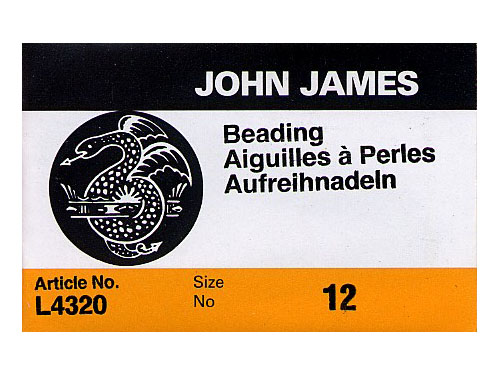 JOHN JAMES
Beading
Aiguilles à Perles
Aufreihnadeln
Article No.
L4320
Size
No
12